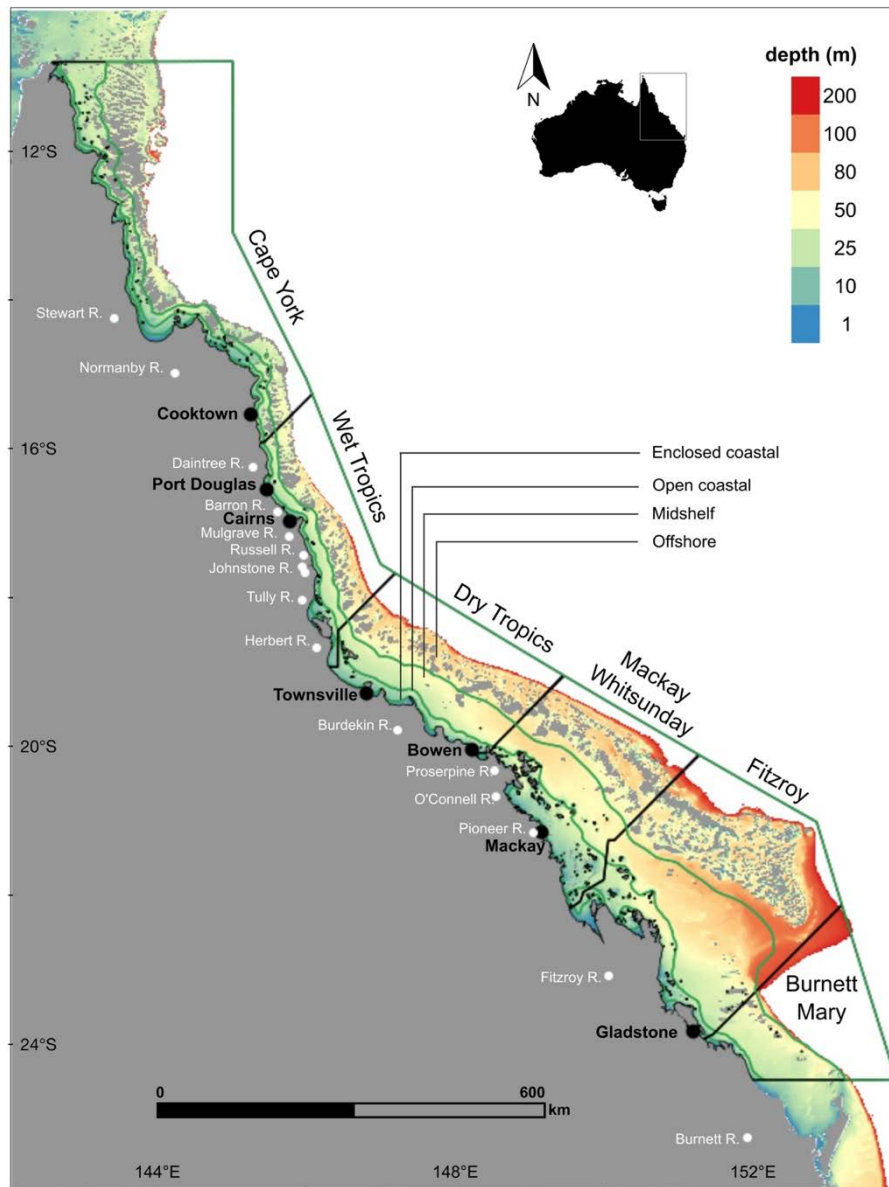 depth (m)
200
100
80
50
25
10
1
N
12°S
16°S
20°S
24°S
144°E
148°E
152°E
Cape York
Wet Tropics
Dry Tropics
Mackay
Whitsunday
Fitzroy
Burnett
Mary
Enclosed coastal
Open coastal
Midshelf
Offshore
Stewart R.
Normanby R.
Cooktown
Daintree R.
Port Douglas
Barron R.
Cairns
Mulgrave R.
Russell R.
Johnstone R.
Tully R.
Herbert R.
Townsville
Burdekin R.
Bowen
Proserpine R.
O'Connell R.
Pioneer R.
Mackay
Fitzroy R.
Gladstone
Burnett R.
0
600
km